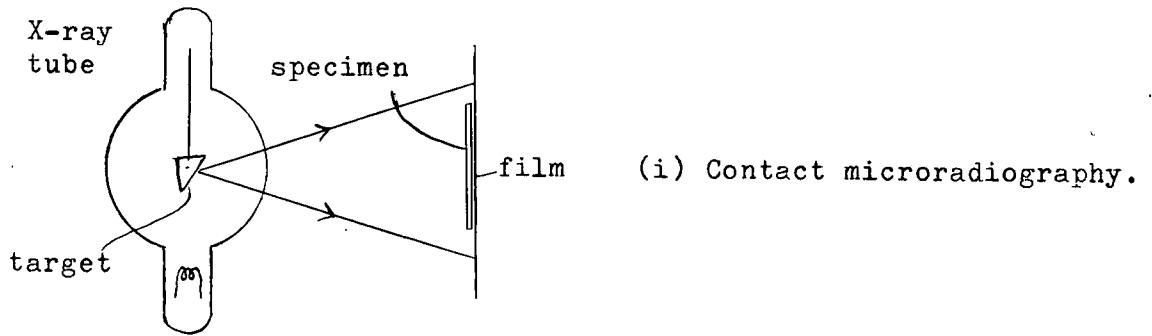 X-ray
tube
specimen
film
(i) Contact microradiography.
target